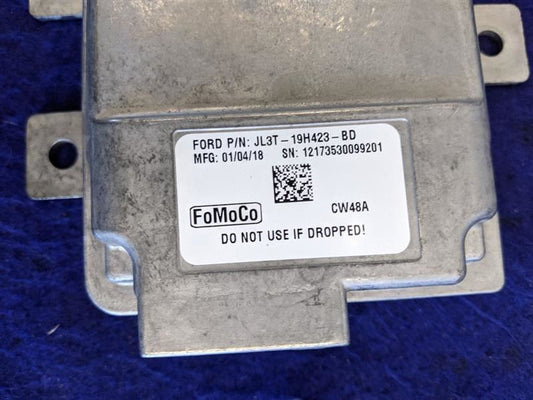 FORD P/N: JL3T-19H423-BD
MFG: 01/04/18 SN: 12173530099201
FoMoCo CW48A
DO NOT USE IF DROPPED!